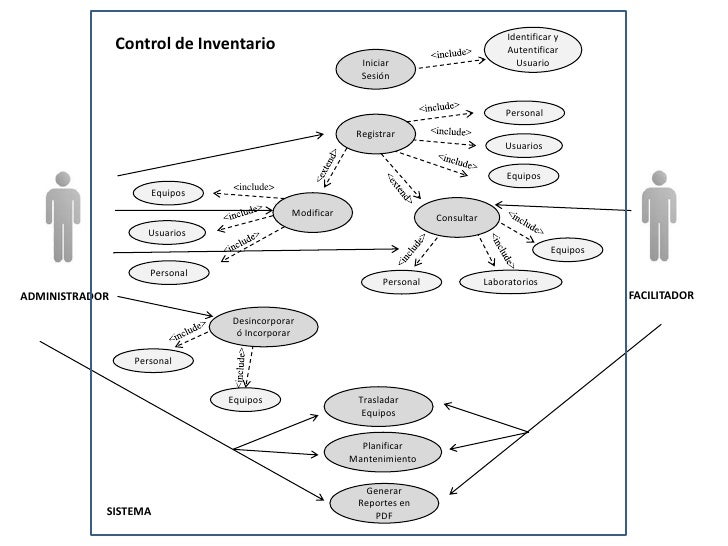 Control de Inventario
Iniciar
Sesión
<include>
Identificar y
Autentificar
Usuario
Registrar
<include>
Personal
<include>
Usuarios
<include>
Equipos
<extend>
<extend>
Equipos
<include>
Modificar
Usuarios
<include>
Personal
<include>
Consultar
<include>
Equipos
<include>
Laboratorios
<include>
Personal
ADMINISTRADOR
FACILITADOR
Desincorporar
ó Incorporar
<include>
Personal
<include>
Equipos
Trasladar
Equipos
Planificar
Mantenimiento
Generar
Reportes en
PDF
SISTEMA